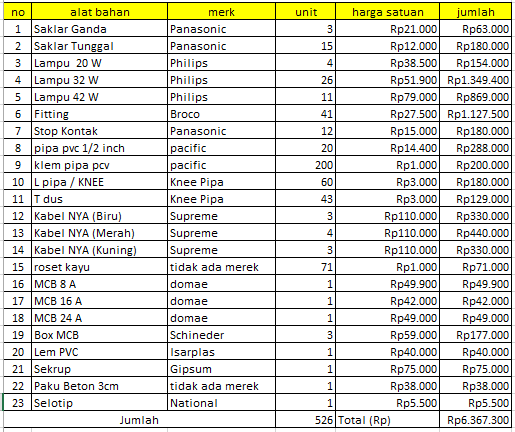 no alat bahan merk unit harga satuan jumlah
1 Saklar Ganda Panasonic 3 Rp21.000 Rp63.000
2 Saklar Tunggal Panasonic 15 Rp12.000 Rp180.000
3 Lampu 20 W Philips 4 Rp38.500 Rp154.000
4 Lampu 32 W Philips 26 Rp51.900 Rp1.349.400
5 Lampu 42 W Philips 11 Rp79.000 Rp869.000
6 Fitting Broco 41 Rp27.500 Rp1.127.500
7 Stop Kontak Panasonic 12 Rp15.000 Rp180.000
8 pipa pvc 1/2 inch pacific 20 Rp14.400 Rp288.000
9 klem pipa pcv pacific 200 Rp1.000 Rp200.000
10 L pipa / KNEE Knee Pipa 60 Rp3.000 Rp180.000
11 T dus Knee Pipa 43 Rp3.000 Rp129.000
12 Kabel NYA (Biru) Supreme 3 Rp110.000 Rp330.000
13 Kabel NYA (Merah) Supreme 4 Rp110.000 Rp440.000
14 Kabel NYA (Kuning) Supreme 3 Rp110.000 Rp330.000
15 roset kayu tidak ada merek 71 Rp1.000 Rp71.000
16 MCB 8 A domae 1 Rp49.900 Rp49.900
17 MCB 16 A domae 1 Rp42.000 Rp42.000
18 MCB 24 A domae 1 Rp49.000 Rp49.000
19 Box MCB Schineder 3 Rp59.000 Rp177.000
20 Lem PVC Isarplas 1 Rp40.000 Rp40.000
21 Sekrup Gipsum 1 Rp75.000 Rp75.000
22 Paku Beton 3cm tidak ada merek 1 Rp38.000 Rp38.000
23 Selotip National 1 Rp5.500 Rp5.500
Jumlah 526 Total (Rp) Rp6.367.300